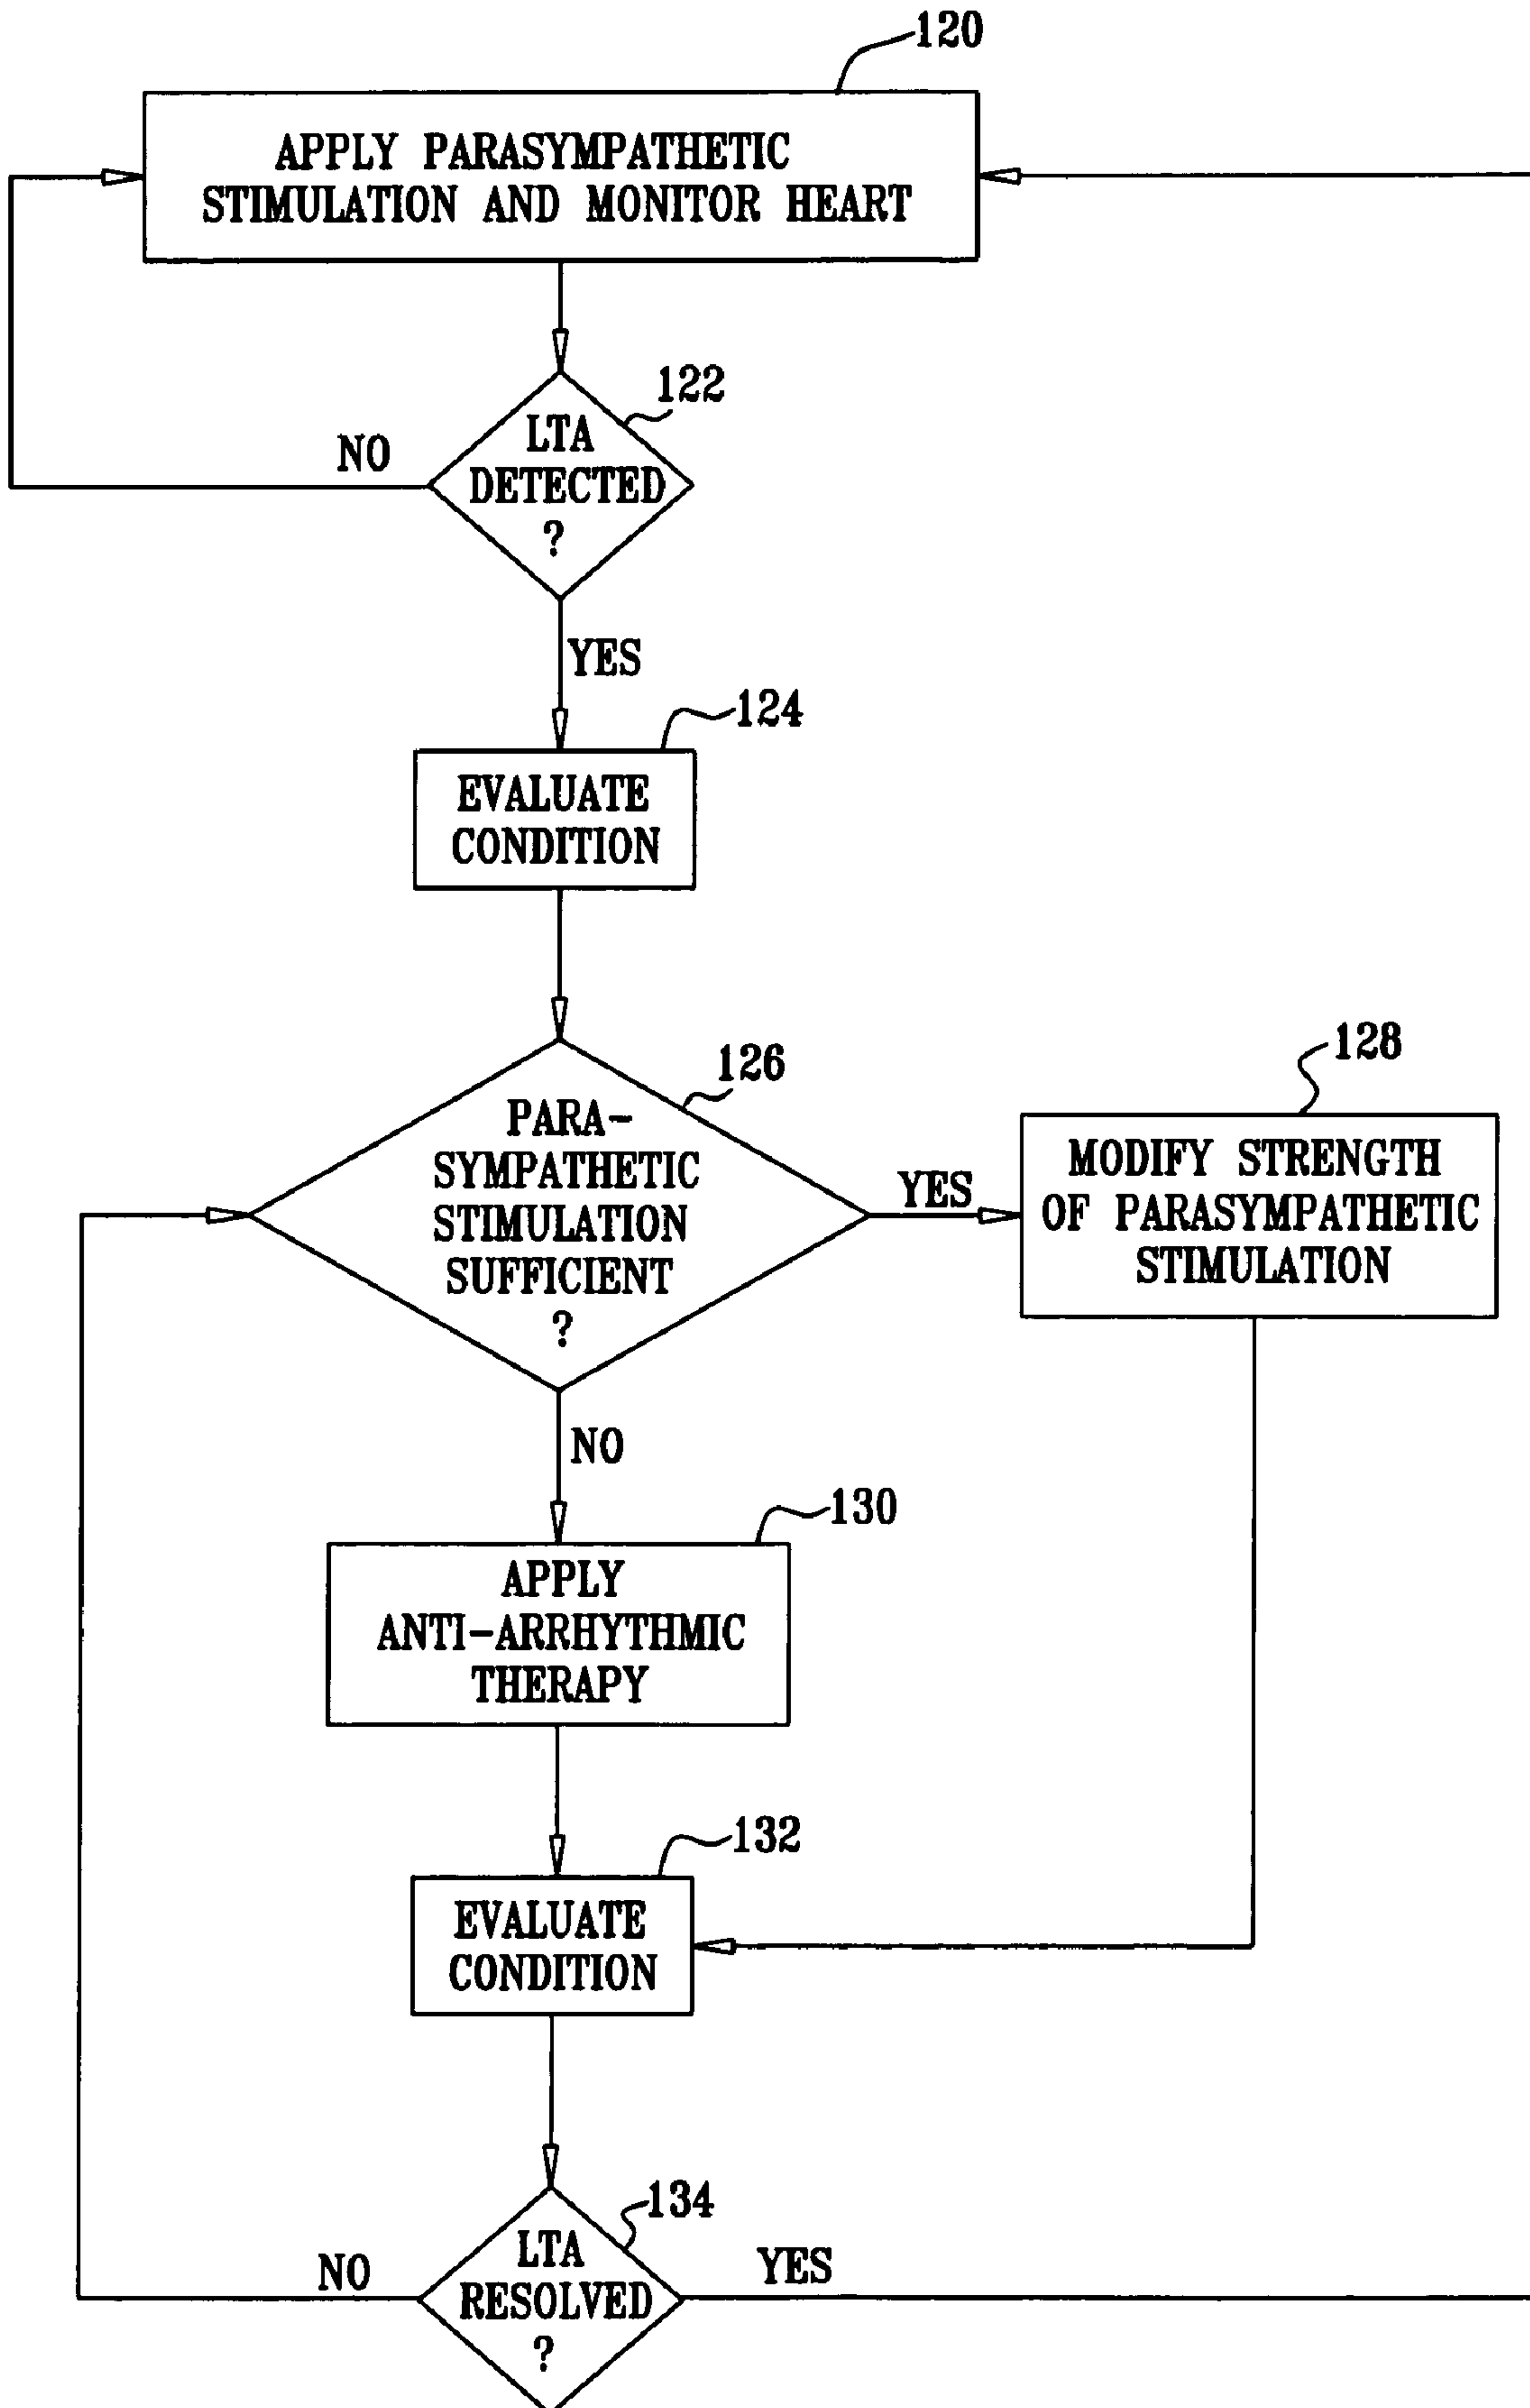 120
APPLY PARASYMPATHETIC
STIMULATION AND MONITOR HEART
122
LTA
DETECTED
?
NO
YES
124
EVALUATE
CONDITION
126
PARA-
SYMPATHETIC
STIMULATION
SUFFICIENT
?
YES
128
MODIFY STRENGTH
OF PARASYMPATHETIC
STIMULATION
NO
130
APPLY
ANTI-ARRHYTHMIC
THERAPY
132
EVALUATE
CONDITION
134
LTA
RESOLVED
?
NO
YES